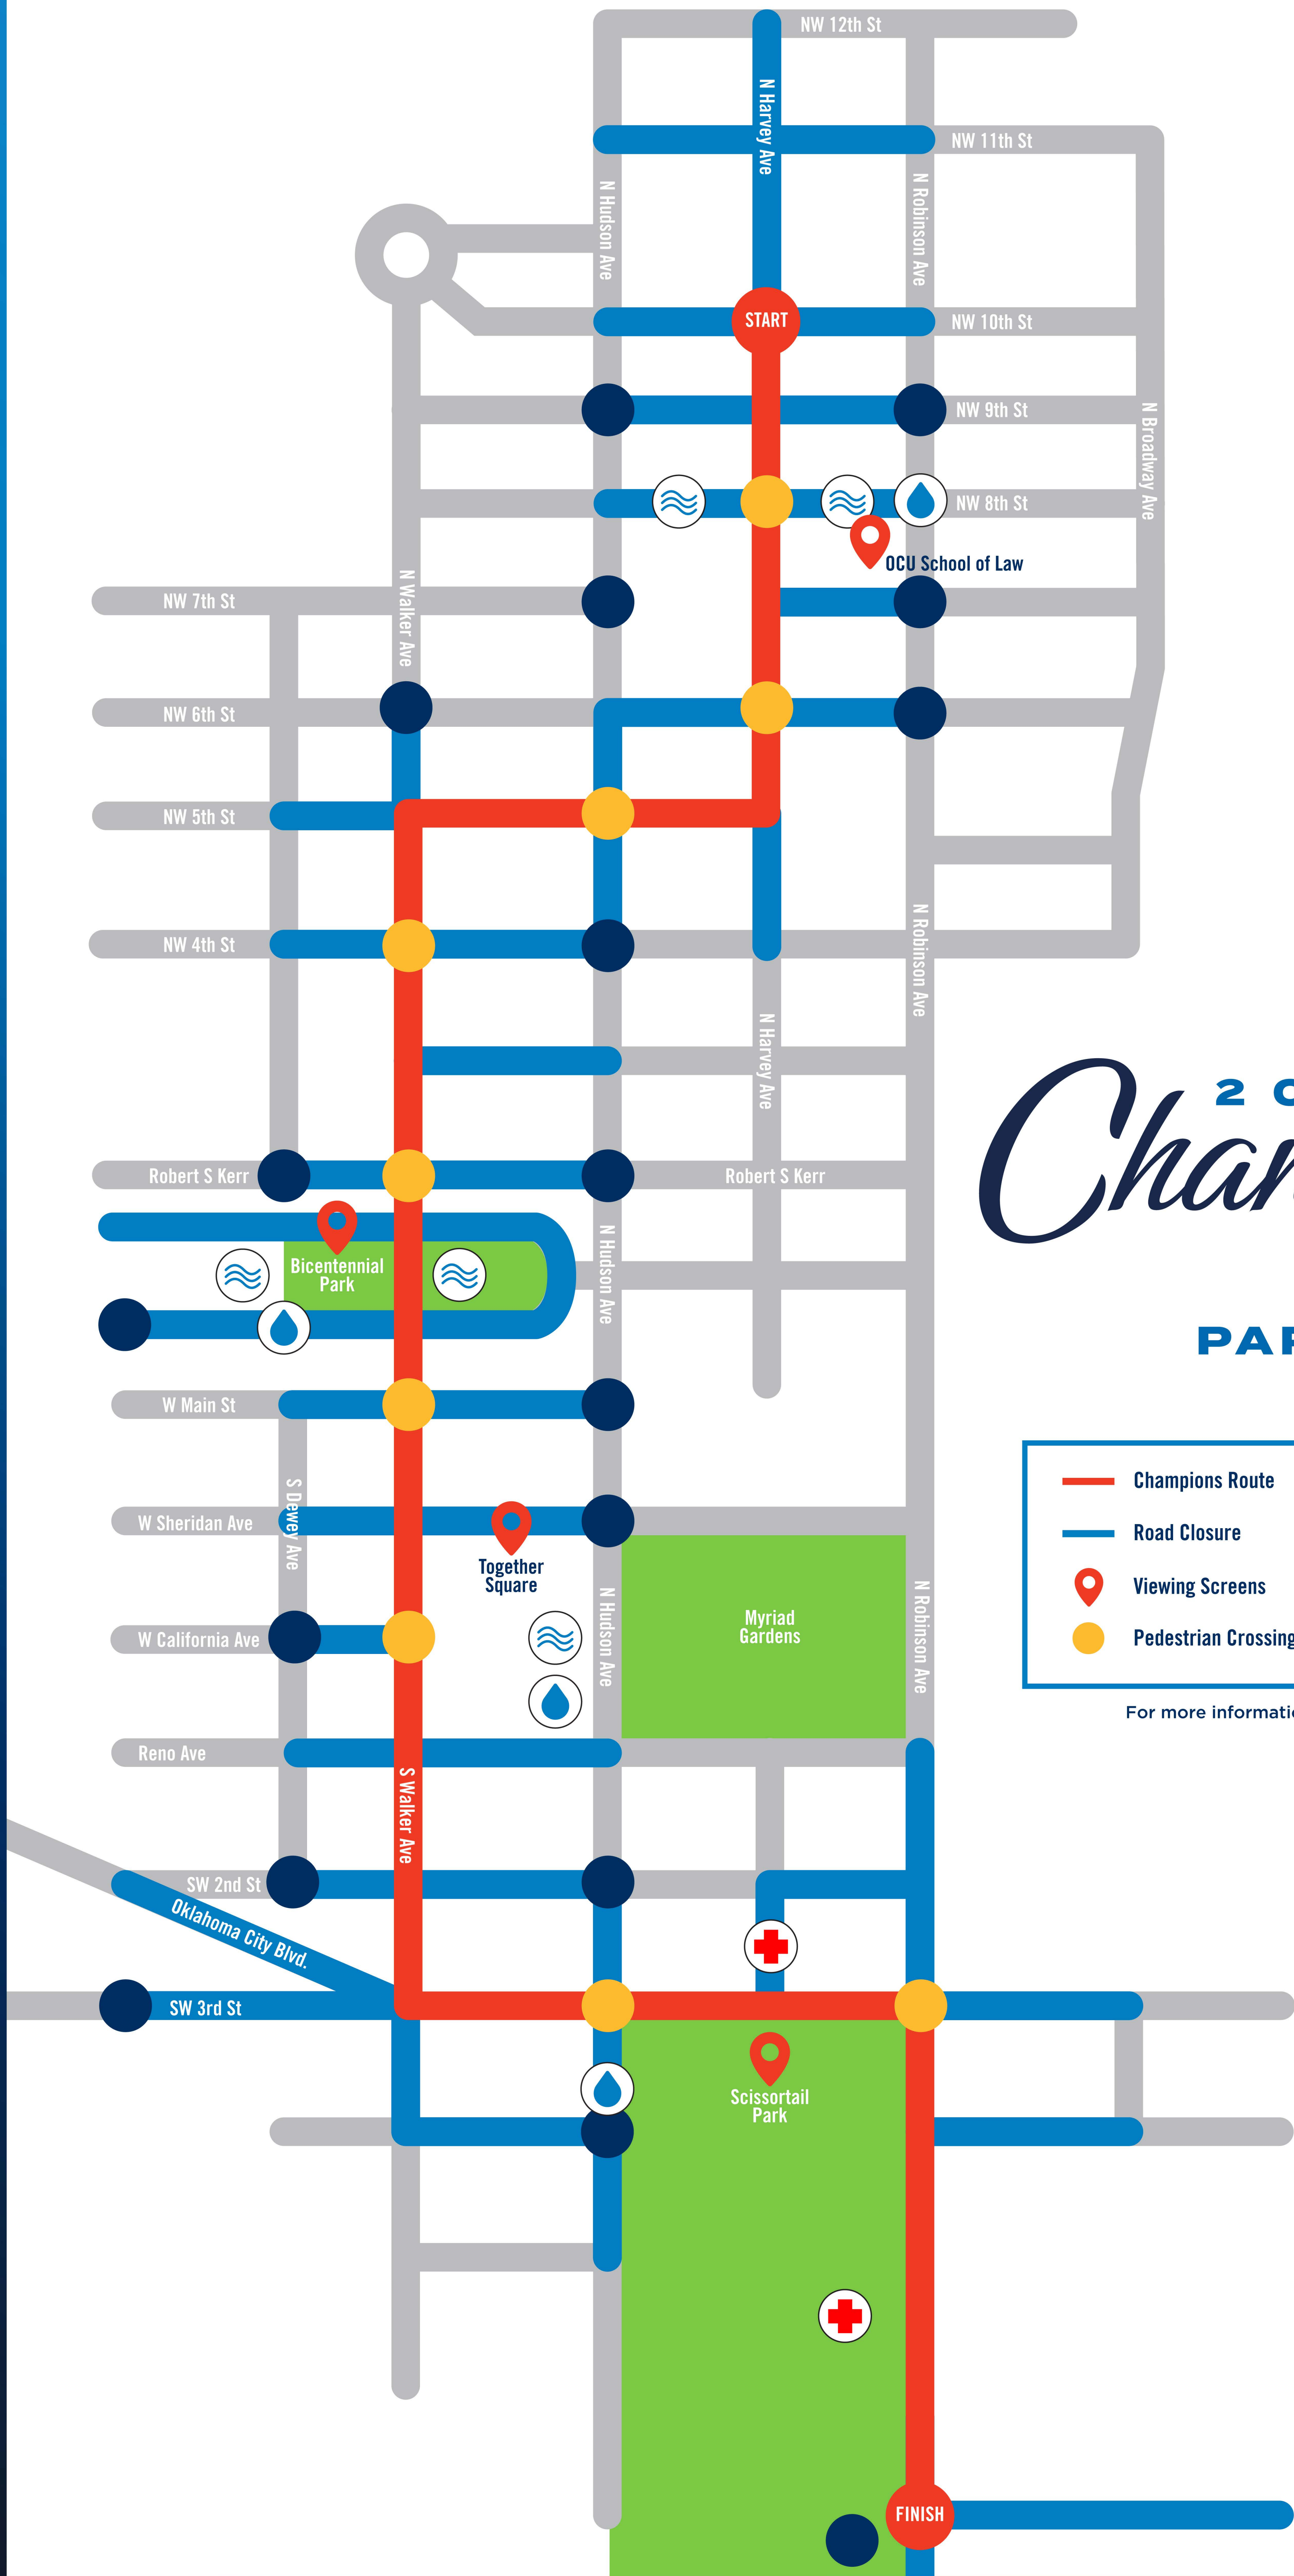 NW 12th St
N Harvey Ave
NW 11th St
N Hudson Ave
N Robinson Ave
START
NW 10th St
NW 9th St
N Broadway Ave
NW 8th St
OCU School of Law
N Walker Ave
NW 7th St
NW 6th St
NW 5th St
N Robinson Ave
NW 4th St
N Harvey Ave
2
Robert S Kerr
Robert S Kerr
N Hudson Ave
Bicentennial
Park
W Main St
Champions Route
S Dewey Ave
W Sheridan Ave
Road Closure
Together
Square
Viewing Screens
N Hudson Ave
N Robinson Ave
Myriad
Gardens
W California Ave
Pedestrian Crossing
For more
Reno Ave
S Walker Ave
SW 2nd St
Oklahoma City Blvd.
SW 3rd St
Scissortail
Park
FINISH